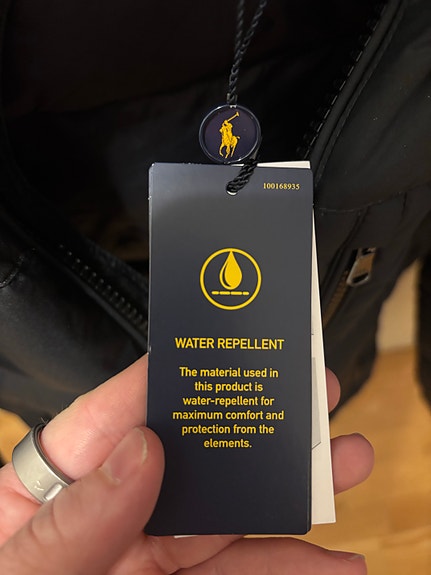 100168935
WATER REPELLENT
The material used in
this product is
water-repellent for
maximum comfort and
protection from the
elements.